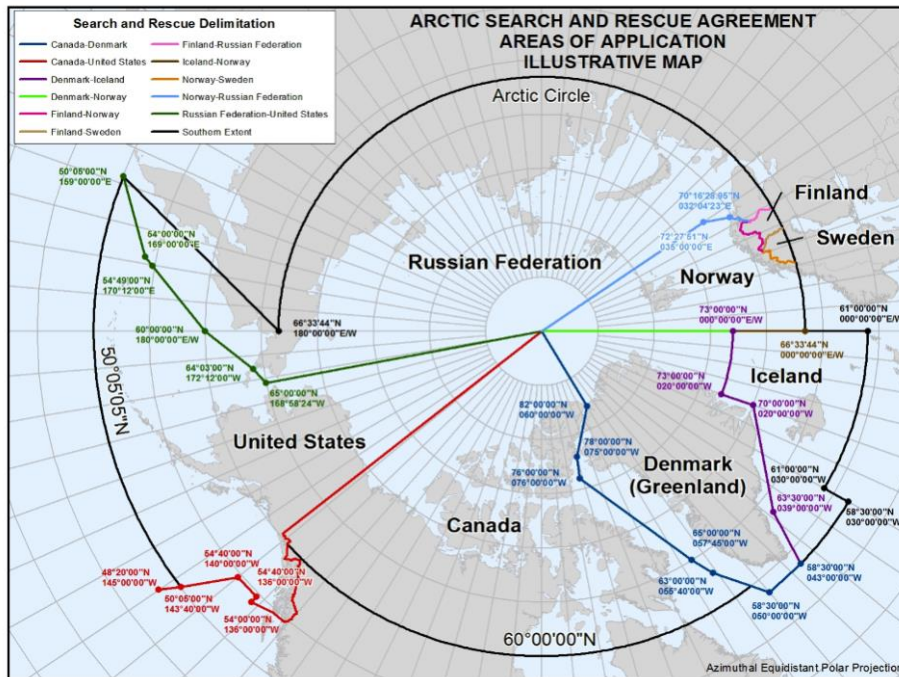 Search and Rescue Delimitation
Canada-Denmark
Canada-United States
Denmark-Iceland
Denmark-Norway
Finland-Norway
Finland-Sweden
Finland-Russian Federation
Iceland-Norway
Norway-Sweden
Norway-Russian Federation
Russian Federation-United States
Southern Extent
ARCTIC SEARCH AND RESCUE AGREEMENT
AREAS OF APPLICATION
ILLUSTRATIVE MAP
Arctic Circle
50°05'00"N
159°00'00"E
54°00'00"N
169°00'00"E
54°49'00"N
170°12'00"E
60°00'00"N
180°00'00"E/W
64°03'00"N
172°12'00"W
65°00'00"N
168°58'24"W
66°33'44"N
180°00'00"E/W
50°05'05"N
Russian Federation
70°16'28.95"N
032°04'23"E
72°27'51"N
035°00'00"E
Finland
Sweden
Norway
73°00'00"N
000°00'00"E/W
61°00'00"N
000°00'00"E/W
66°33'44"N
000°00'00"E/W
Iceland
73°00'00"N
020°00'00"W
70°00'00"N
020°00'00"W
82°00'00"N
060°00'00"W
78°00'00"N
075°00'00"W
76°00'00"N
076°00'00"W
United States
Denmark
(Greenland)
61°00'00"N
030°00'00"W
63°30'00"N
039°00'00"W
58°30'00"N
030°00'00"W
Canada
65°00'00"N
057°45'00"W
63°00'00"N
055°40'00"W
58°30'00"N
043°00'00"W
58°30'00"N
050°00'00"W
54°40'00"N
140°00'00"W
54°40'00"N
136°00'00"W
48°20'00"N
145°00'00"W
50°05'00"N
143°40'00"W
54°00'00"N
136°00'00"W
60°00'00"N
Azimuthal Equidistant Polar Projection